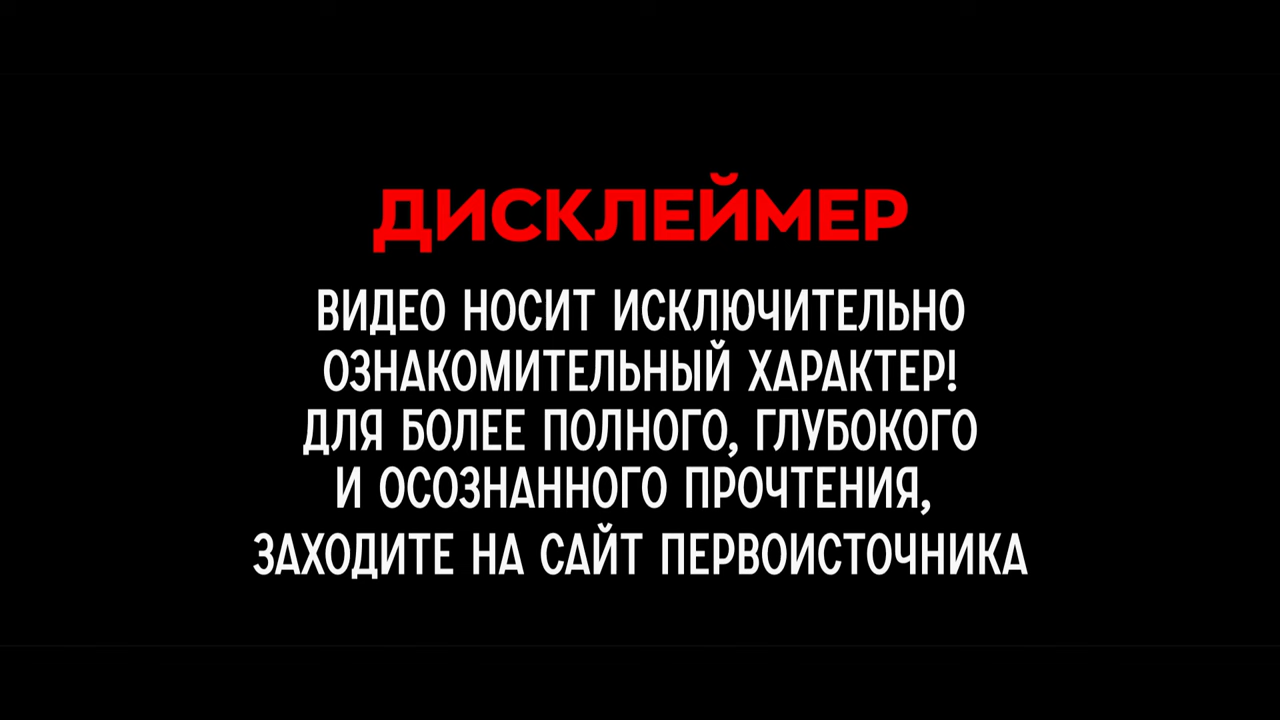 ДИСКЛЕЙМЕР
ВИДЕО НОСИТ ИСКЛЮЧИТЕЛЬНО
ОЗНАКОМИТЕЛЬНЫЙ ХАРАКТЕР!
ДЛЯ БОЛЕЕ ПОЛНОГО, ГЛУБОКОГО
И ОСОЗНАННОГО ПРОЧТЕНИЯ,
ЗАХОДИТЕ НА САЙТ ПЕРВОИСТОЧНИКА